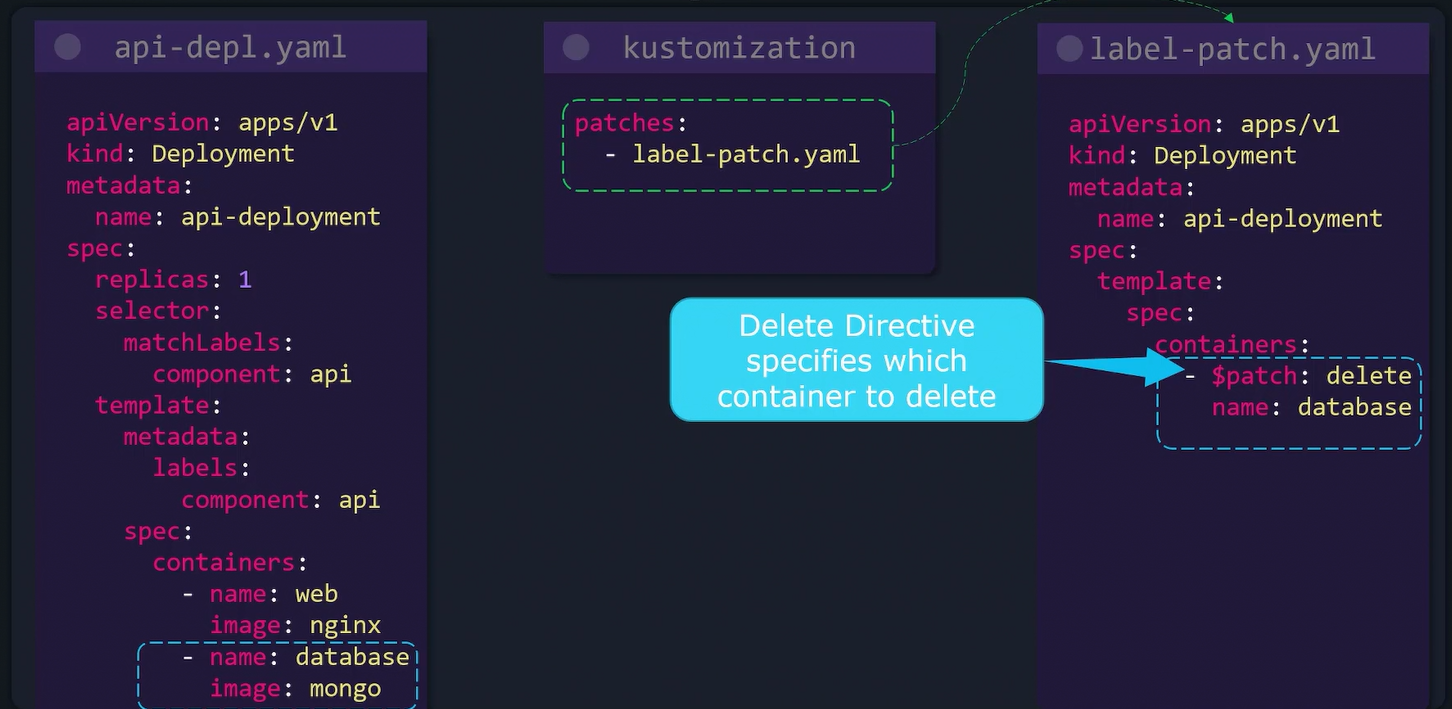 api-depl.yaml
apiVersion: apps/v1
kind: Deployment
metadata:
  name: api-deployment
spec:
  replicas: 1
  selector:
    matchLabels:
      component: api
  template:
    metadata:
      labels:
        component: api
    spec:
      containers:
        - name: web
          image: nginx
        - name: database
          image: mongo
kustomization
patches:
  - label-patch.yaml
Delete Directive
specifies which
container to delete
label-patch.yaml
apiVersion: apps/v1
kind: Deployment
metadata:
  name: api-deployment
spec:
  template:
    spec:
      containers:
        - $patch: delete
          name: database